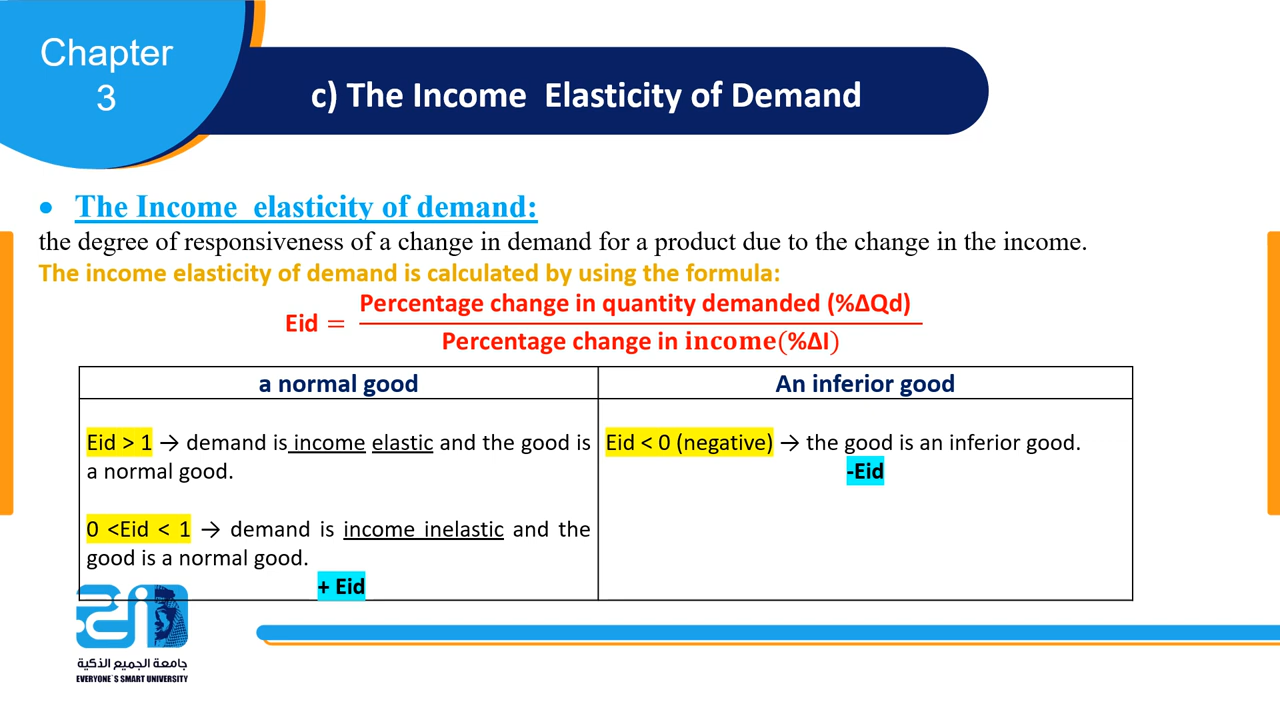 Chapter
3
c) The Income Elasticity of Demand
• The Income elasticity of demand:
the degree of responsiveness of a change in demand for a product due to the change in the income.
The income elasticity of demand is calculated by using the formula:
Percentage change in quantity demanded (%ΔQd)
Eid =
Percentage change in income(%ΔI)
a normal good
An inferior good
Eid > 1 → demand is income elastic and the good is
a normal good.
0 <Eid < 1 → demand is income inelastic and the
good is a normal good.
+ Eid
Eid < 0 (negative) → the good is an inferior good.
-Eid
جامعة الجميع الذكية
EVERYONE`S SMART UNIVERSITY